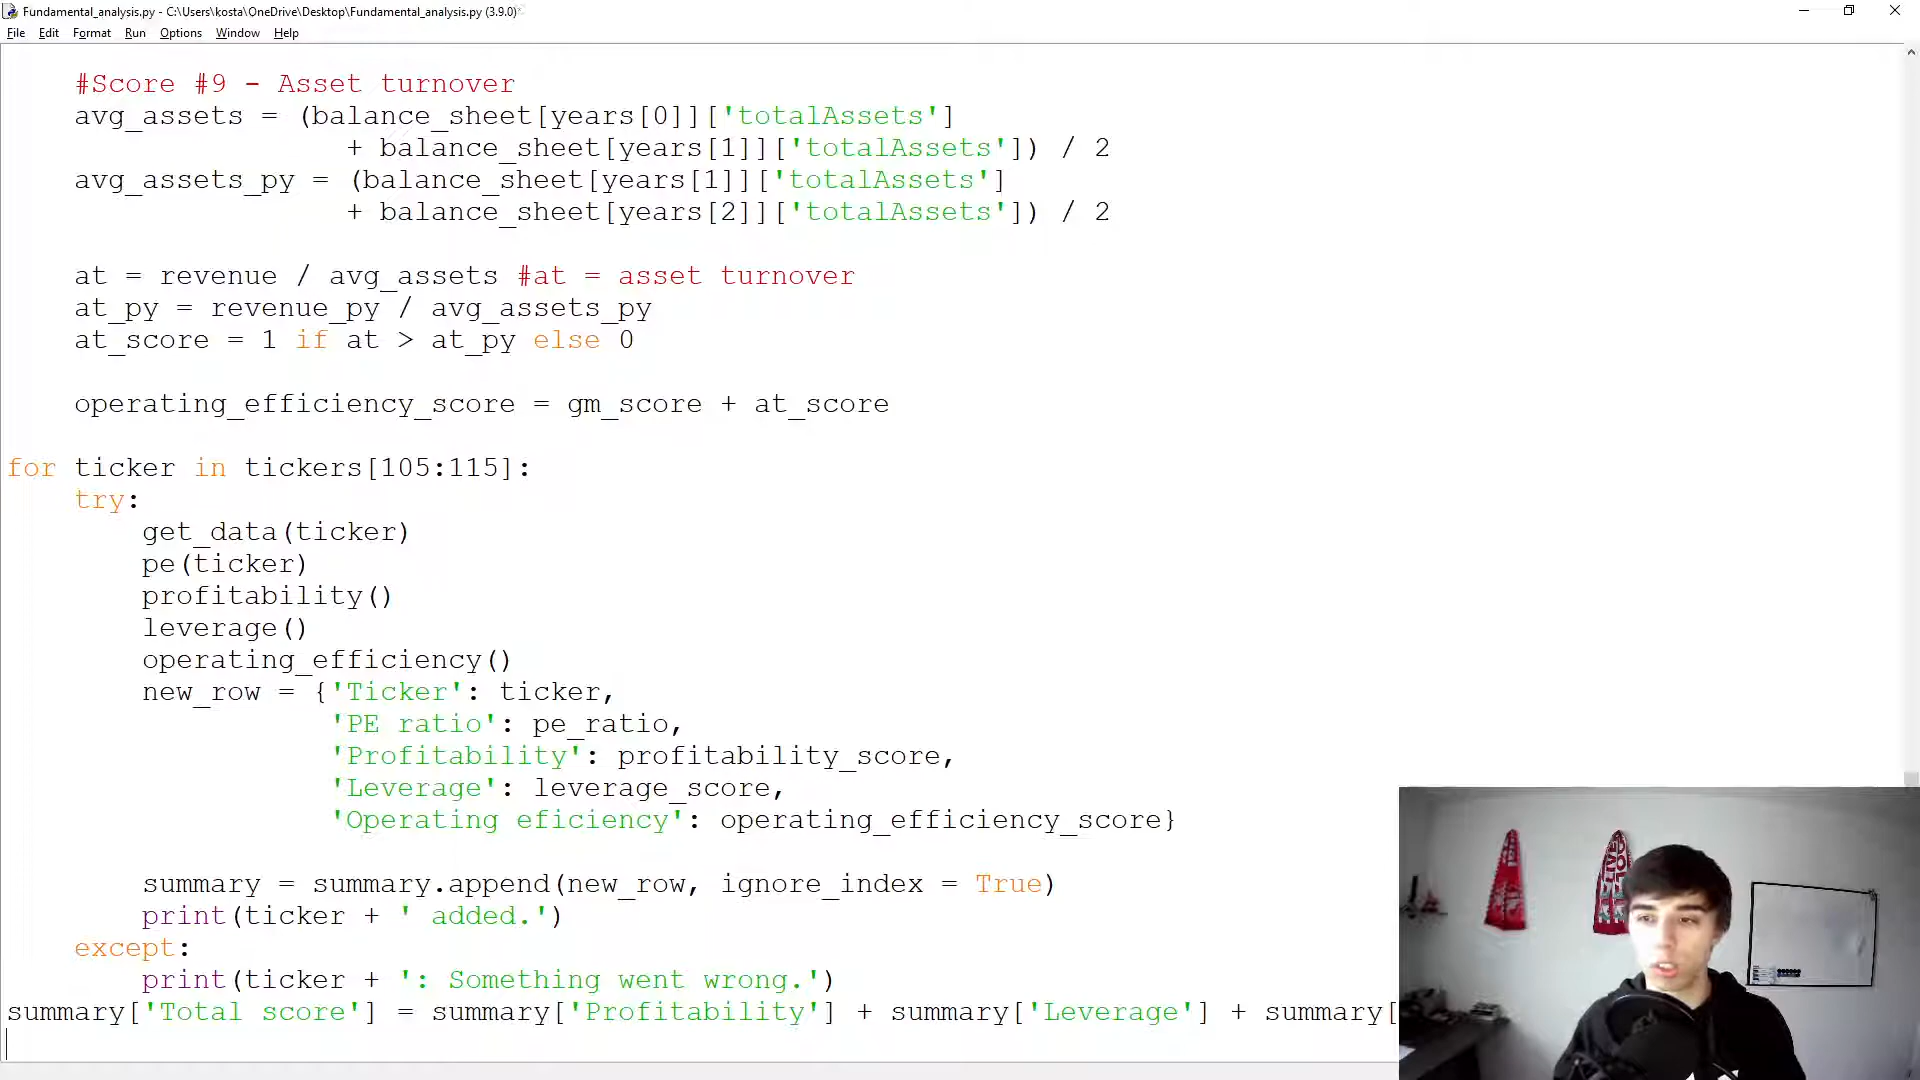 Fundamental_analysis.py - C:\Users\kosta\OneDrive\Desktop\Fundamental_analysis.py (3.9.0)*
File Edit Format Run Options Window Help
#Score #9 - Asset turnover
avg_assets = (balance_sheet[years[0]]['totalAssets']
+ balance_sheet[years[1]]['totalAssets']) / 2
avg_assets_py = (balance_sheet[years[1]]['totalAssets']
+ balance_sheet[years[2]]['totalAssets']) / 2
at = revenue / avg_assets #at = asset turnover
at_py = revenue_py / avg_assets_py
at_score = 1 if at > at_py else 0
operating_efficiency_score = gm_score + at_score
for ticker in tickers[105:115]:
try:
get_data(ticker)
pe(ticker)
profitability()
leverage()
operating_efficiency()
new_row = {'Ticker': ticker,
'PE ratio': pe_ratio,
'Profitability': profitability_score,
'Leverage': leverage_score,
'Operating eficiency': operating_efficiency_score}
summary = summary.append(new_row, ignore_index = True)
print(ticker + ' added.')
except:
print(ticker + ': Something went wrong.')
summary['Total score'] = summary['Profitability'] + summary['Leverage'] + summary[